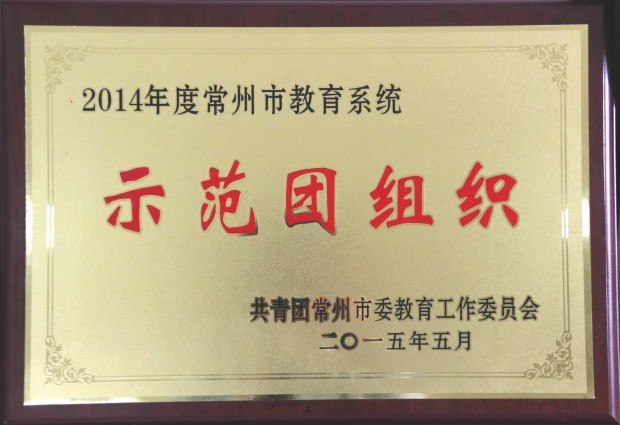 2014年度常州市教育系统
示范团组织
共青团常州市委教育工作委员会
二〇一五年五月